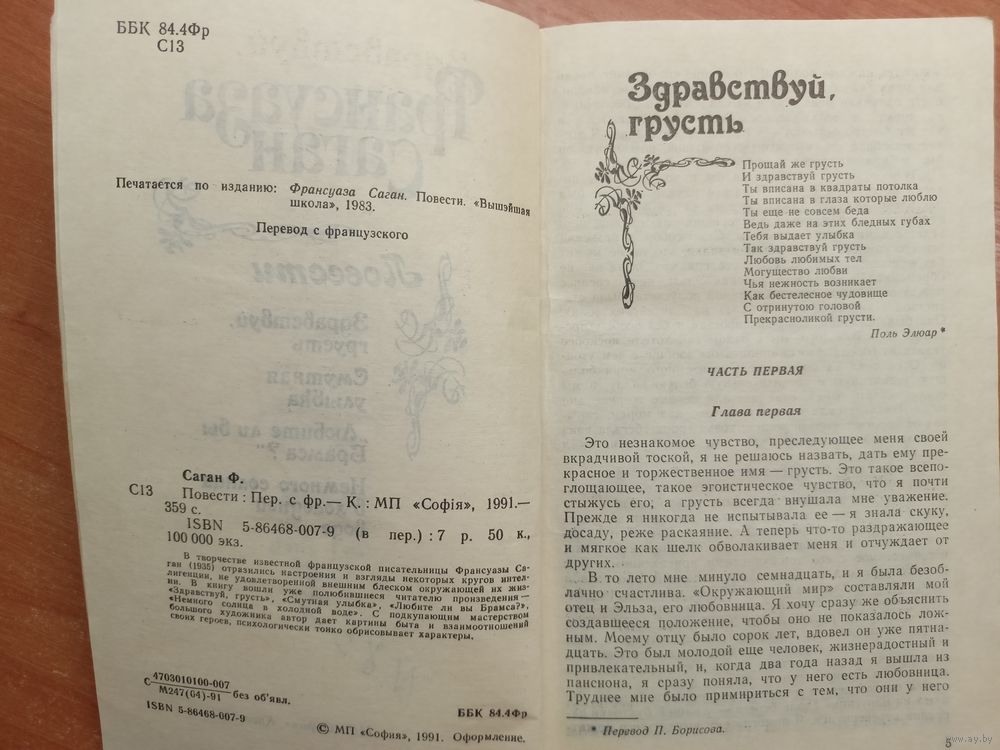 ББК 84.4Фр
С13
Печатается по изданию: Франсуаза Саган. Повести. «Вышэйшая
школа», 1983.
Перевод с французского
Саган Ф.
С13 Повести : Пер. с фр.— К. : МП «Софія», 1991.—
359 с.
ISBN 5-86468-007-9 (в пер.) : 7 р. 50 к.,
100 000 экз.
В творчестве известной французской писательницы Франсуазы Са-
ган (1935) отразились настроения и взгляды некоторых кругов интел-
лигенции, не удовлетворенной внешним блеском окружающей их жиз-
ни. В книгу вошли уже полюбившиеся читателю произведения —
«Здравствуй, грусть», «Смутная улыбка», «Любите ли вы Брамса?»,
«Немного солнца в холодной воде». С подкупающим мастерством
большого художника автор дает картины быта и взаимоотношений
своих героев, психологически тонко обрисовывает характеры.
С 4703010100-007
М247(04)-91 без об'явл.
ISBN 5-86468-007-9
ББК 84.4Фр
© МП «Софія», 1991. Оформление.
Здравствуй,
грусть
Прощай же грусть
И здравствуй грусть
Ты вписана в квадраты потолка
Ты вписана в глаза которые люблю
Ты еще не совсем беда
Ведь даже на этих бледных губах
Тебя выдает улыбка
Так здравствуй грусть
Любовь любимых тел
Могущество любви
Чья нежность возникает
Как бестелесное чудовище
С отринутою головой
Прекрасноликой грусти.
Поль Элюар *
ЧАСТЬ ПЕРВАЯ
Глава первая
Это незнакомое чувство, преследующее меня своей
вкрадчивой тоской, я не решаюсь назвать, дать ему пре-
красное и торжественное имя — грусть. Это такое всепо-
глощающее, такое эгоистическое чувство, что я почти
стыжусь его, а грусть всегда внушала мне уважение.
Прежде я никогда не испытывала ее — я знала скуку,
досаду, реже раскаяние. А теперь что-то раздражающее
и мягкое как шелк обволакивает меня и отчуждает от
других.
В то лето мне минуло семнадцать, и я была безоб-
лачно счастлива. «Окружающий мир» составляли мой
отец и Эльза, его любовница. Я хочу сразу же объяснить
создавшееся положение, чтобы оно не показалось лож-
ным. Моему отцу было сорок лет, вдовел он уже пятна-
дцать. Это был молодой еще человек, жизнерадостный и
привлекательный, и, когда два года назад я вышла из
пансиона, я сразу поняла, что у него есть любовница.
Труднее мне было примириться с тем, что они у него
* Перевод П. Борисова.
5
www.ay.by